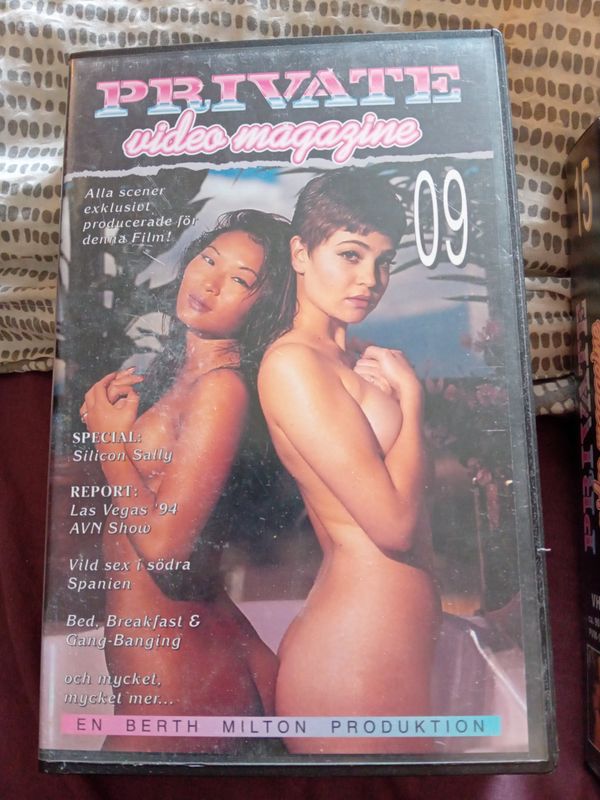 PRIVATE
video magazine
09
Alla scener
exklusivt
producerade för
denna Film!
SPECIAL:
Silicon Sally
REPORT:
Las Vegas '94
AVN Show
Vild sex i södra
Spanien
Bed, Breakfast &
Gang-Banging
och mycket,
mycket mer...
EN BERTH MILTON PRODUKTION
PRIVATE